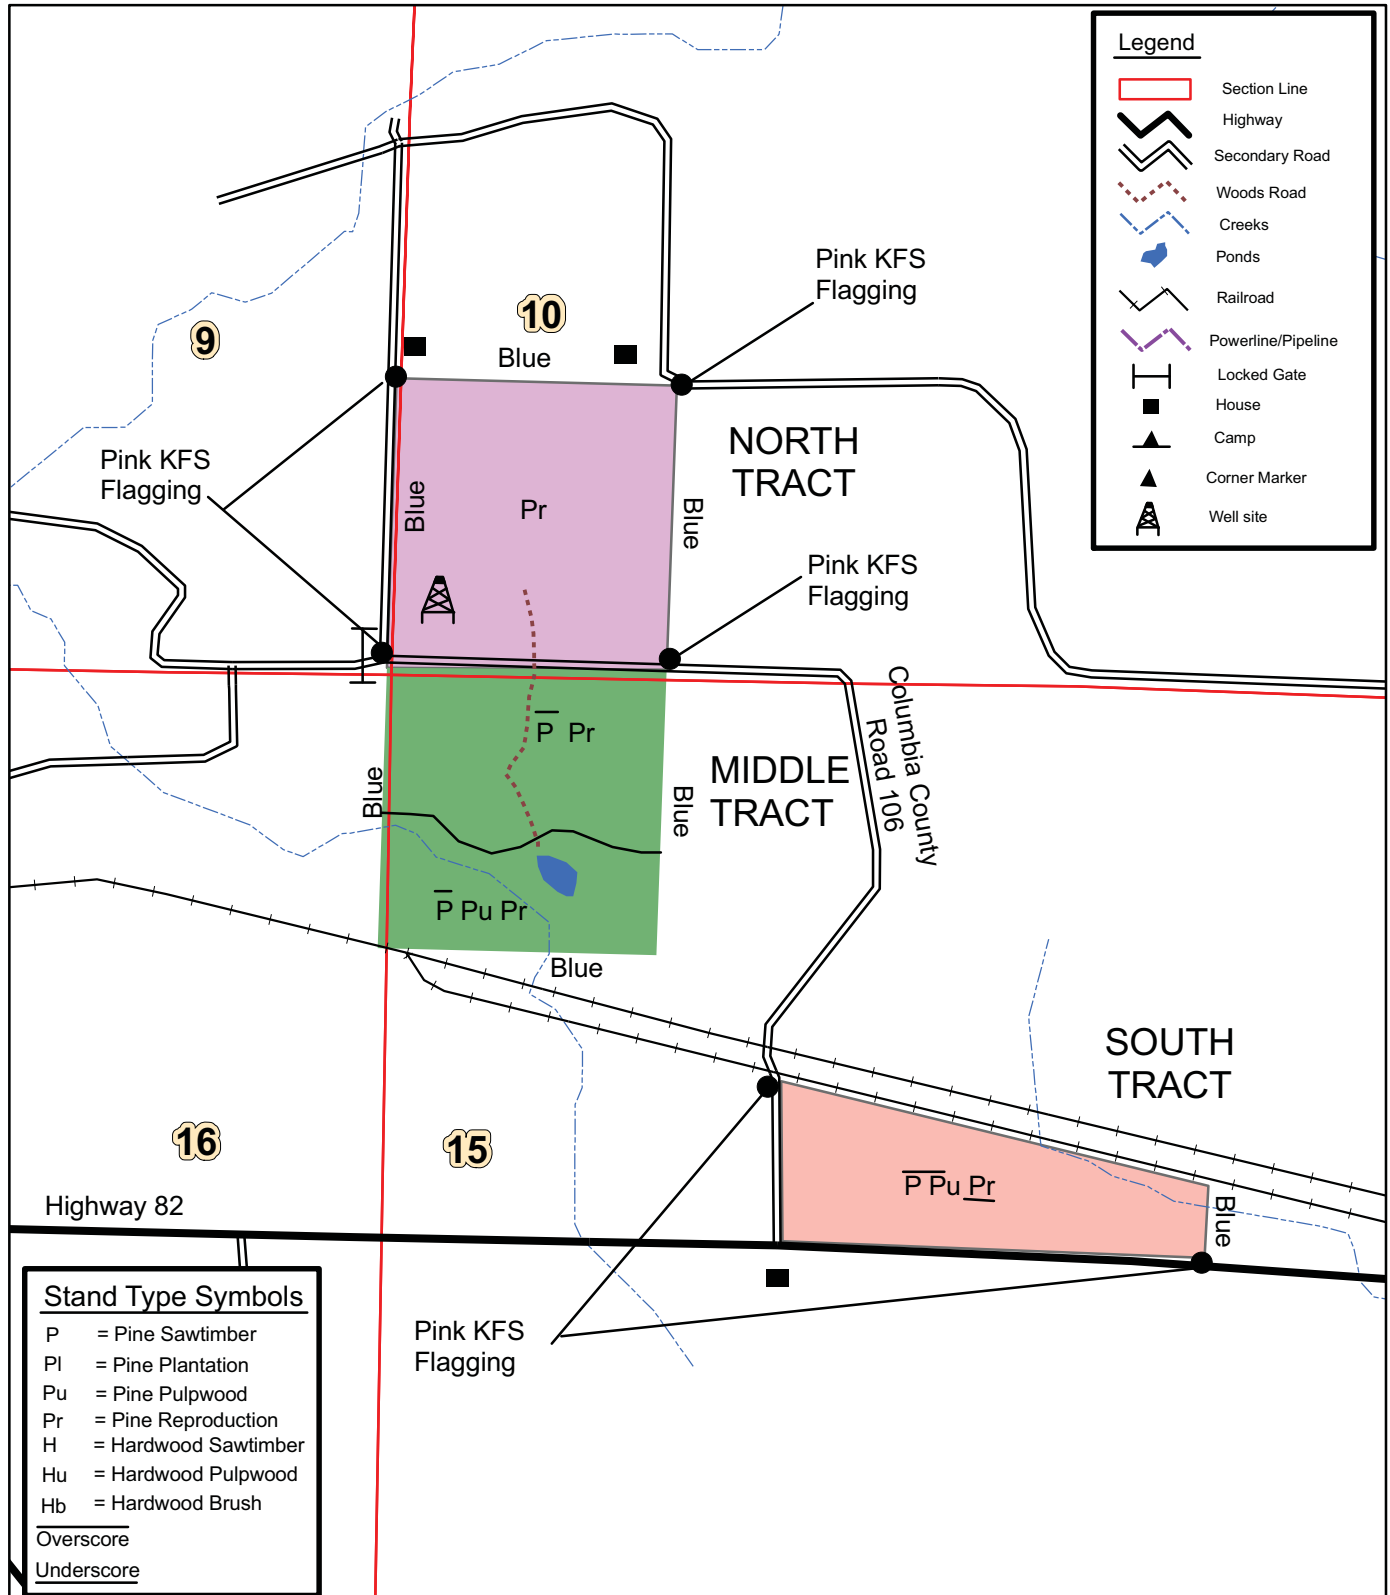 Legend
Section Line
Highway
Secondary Road
Woods Road
Creeks
Ponds
Railroad
Powerline/Pipeline
Locked Gate
House
Camp
Corner Marker
Well site
Pink KFS
Flagging
9
10
Blue
NORTH
TRACT
Pink KFS
Flagging
Blue
Pr
Blue
Pink KFS
Flagging
Columbia County
Road 106
P Pr
MIDDLE
TRACT
Blue
Blue
P Pu Pr
Blue
SOUTH
TRACT
16
15
P Pu Pr
Blue
Highway 82
Pink KFS
Flagging
Stand Type Symbols
P = Pine Sawtimber
Pl = Pine Plantation
Pu = Pine Pulpwood
Pr = Pine Reproduction
H = Hardwood Sawtimber
Hu = Hardwood Pulpwood
Hb = Hardwood Brush
Overscore
Underscore